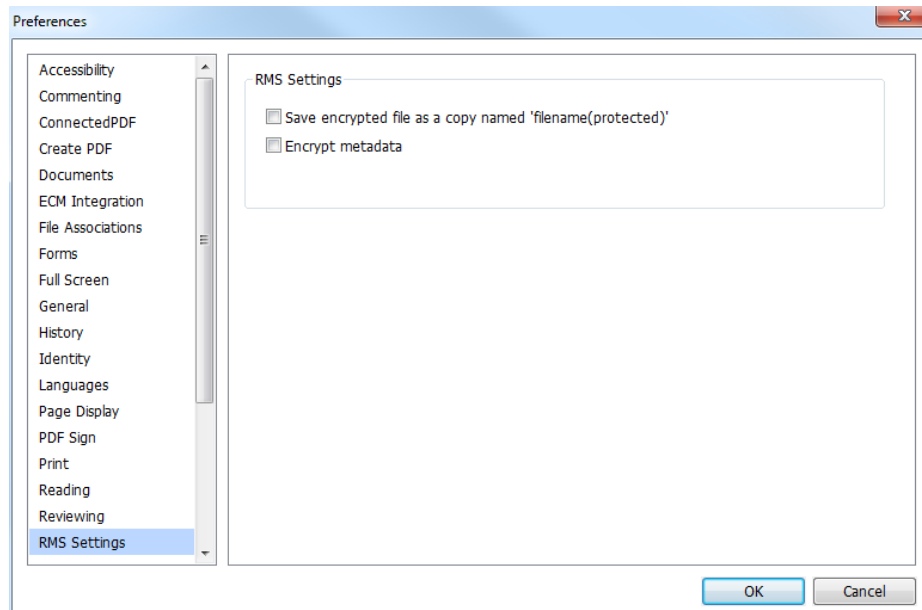 Preferences
Accessibility
Commenting
ConnectedPDF
Create PDF
Documents
ECM Integration
File Associations
Forms
Full Screen
General
History
Identity
Languages
Page Display
PDF Sign
Print
Reading
Reviewing
RMS Settings
RMS Settings
Save encrypted file as a copy named 'filename(protected)'
Encrypt metadata
OK
Cancel